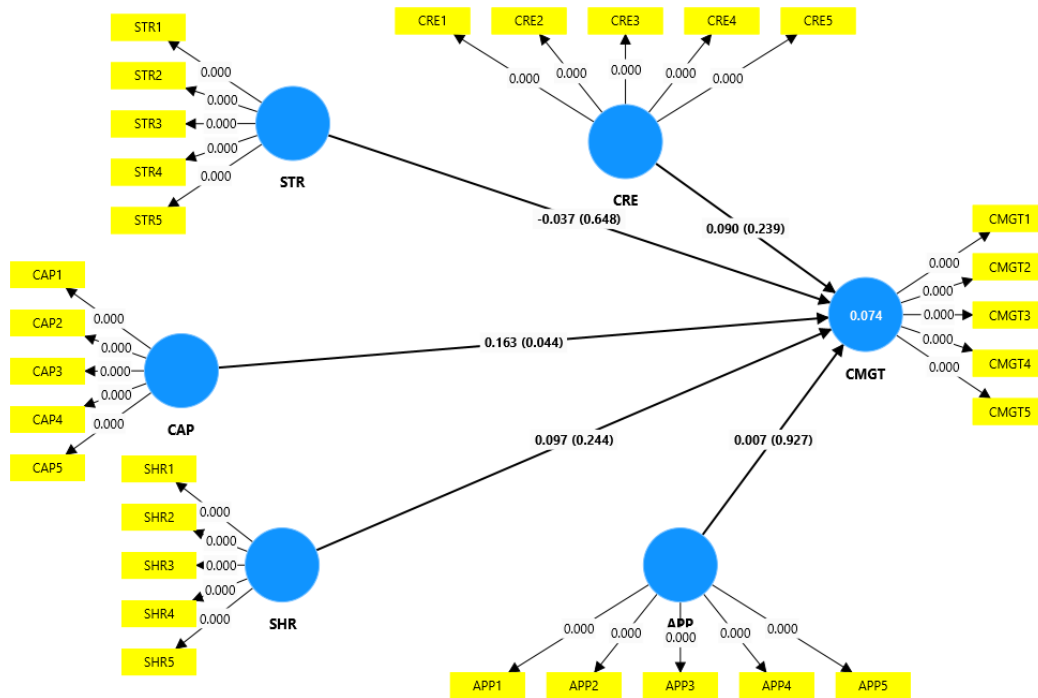 STR1
STR2
STR3
STR4
STR5
0.000
0.000
0.000
0.000
0.000
STR
CRE1
CRE2
CRE3
CRE4
CRE5
0.000
0.000
0.000
0.000
0.000
CRE
-0.037 (0.648)
0.090 (0.239)
CAP1
CAP2
CAP3
CAP4
CAP5
0.000
0.000
0.000
0.000
0.000
CAP
0.163 (0.044)
0.074
CMGT
CMGT1
CMGT2
CMGT3
CMGT4
CMGT5
0.000
0.000
0.000
0.000
0.000
SHR1
SHR2
SHR3
SHR4
SHR5
0.000
0.000
0.000
0.000
0.000
SHR
0.097 (0.244)
0.007 (0.927)
APP
0.000
0.000
0.000
0.000
0.000
APP1
APP2
APP3
APP4
APP5